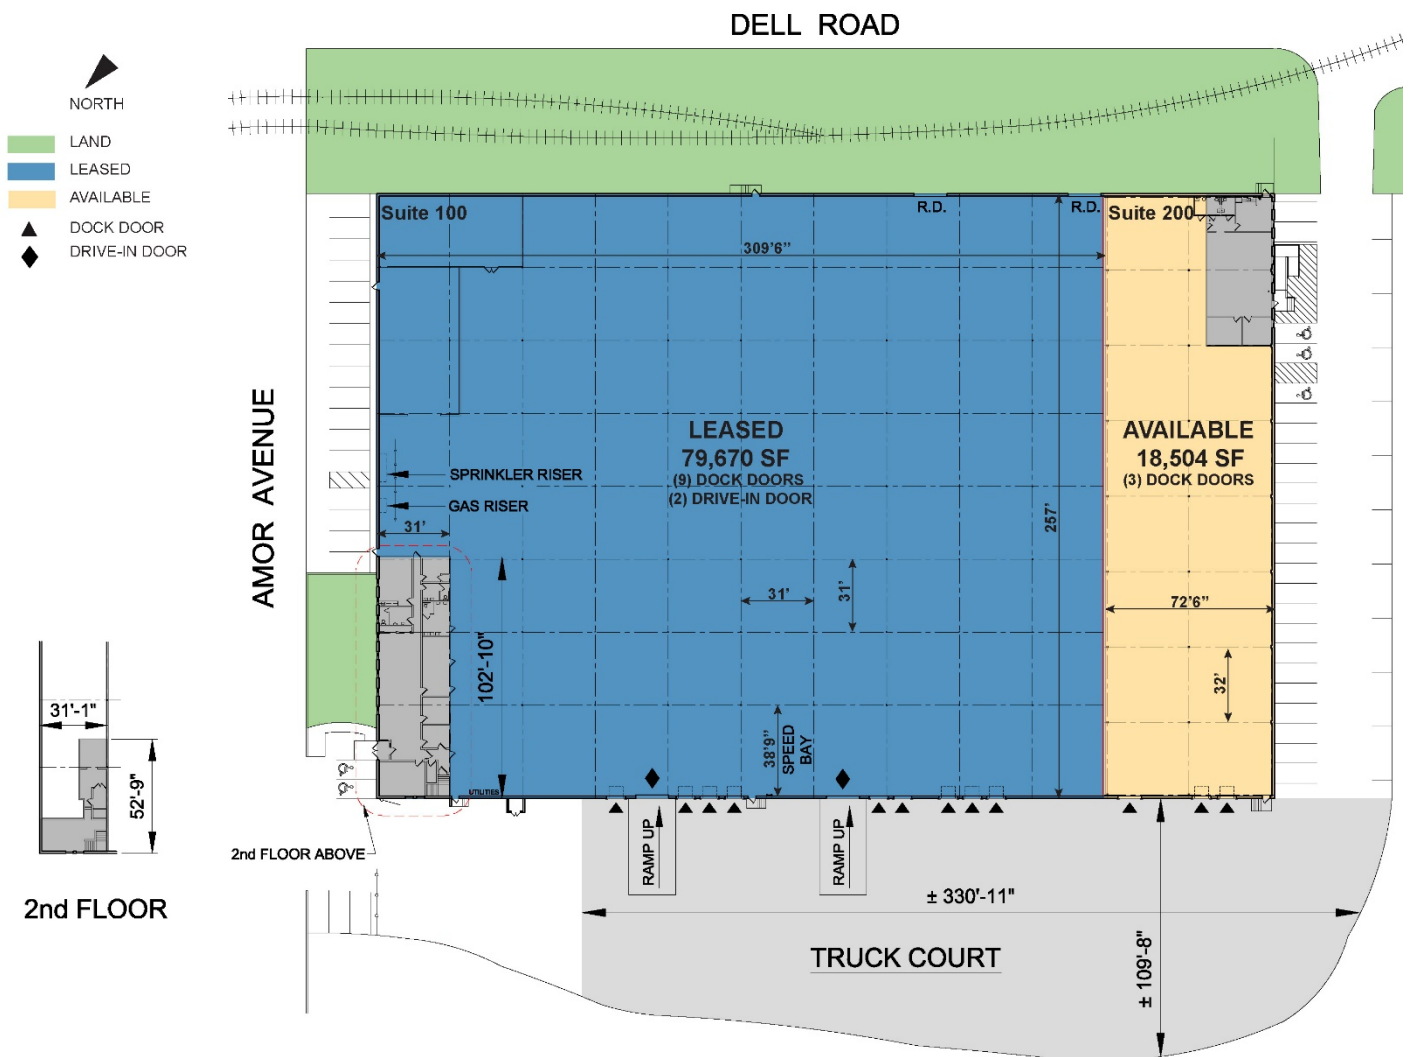 DELL ROAD
NORTH
LAND
LEASED
AVAILABLE
DOCK DOOR
DRIVE-IN DOOR
AMOR AVENUE
Suite 100
R.D.
R.D.
Suite 200
309'6”
LEASED
79,670 SF
(9) DOCK DOORS
(2) DRIVE-IN DOOR
AVAILABLE
18,504 SF
(3) DOCK DOORS
SPRINKLER RISER
GAS RISER
31'
257'
31'
31'
72'6”
102'-10"
32'
38'9”
SPEED
BAY
UTILITIES
31'-1"
52'-9"
2nd FLOOR
2nd FLOOR ABOVE
RAMP UP
RAMP UP
± 330'-11"
TRUCK COURT
± 109'-8"